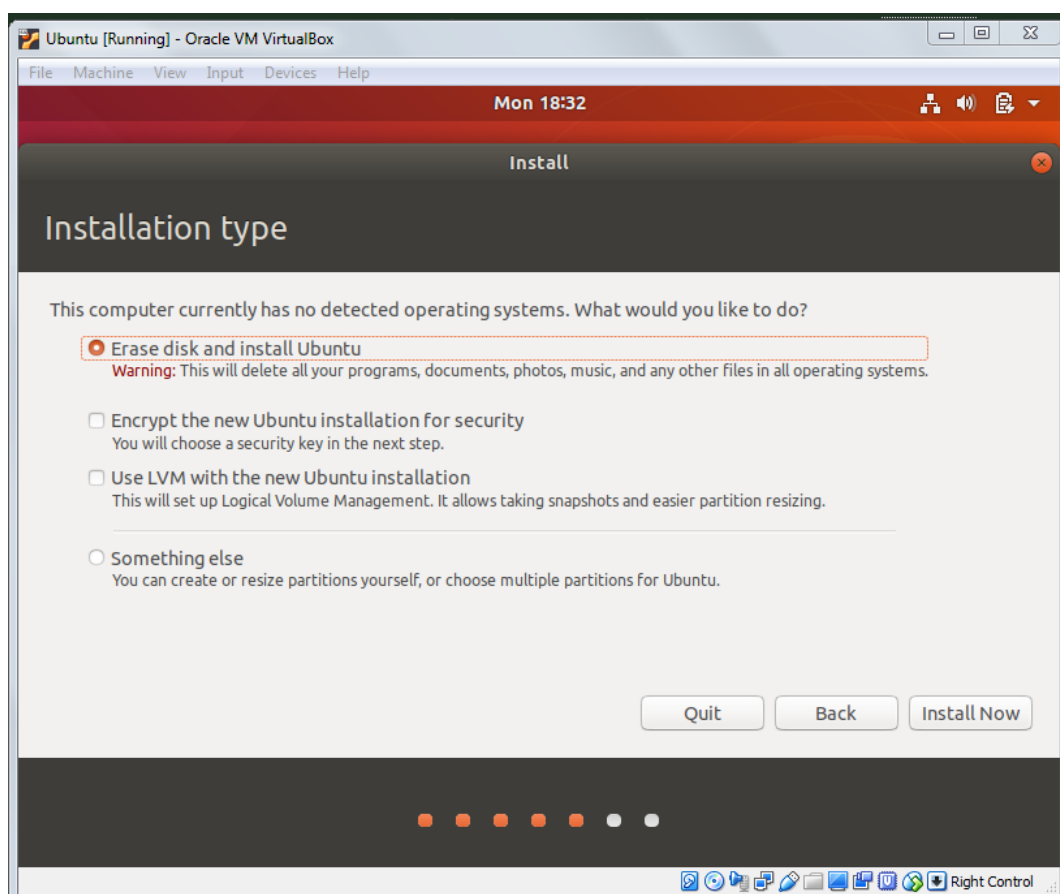 Ubuntu [Running] - Oracle VM VirtualBox
File Machine View Input Devices Help
Mon 18:32
Install
Installation type
This computer currently has no detected operating systems. What would you like to do?
Erase disk and install Ubuntu
Warning: This will delete all your programs, documents, photos, music, and any other files in all operating systems.
Encrypt the new Ubuntu installation for security
You will choose a security key in the next step.
Use LVM with the new Ubuntu installation
This will set up Logical Volume Management. It allows taking snapshots and easier partition resizing.
Something else
You can create or resize partitions yourself, or choose multiple partitions for Ubuntu.
Quit Back Install Now
Right Control